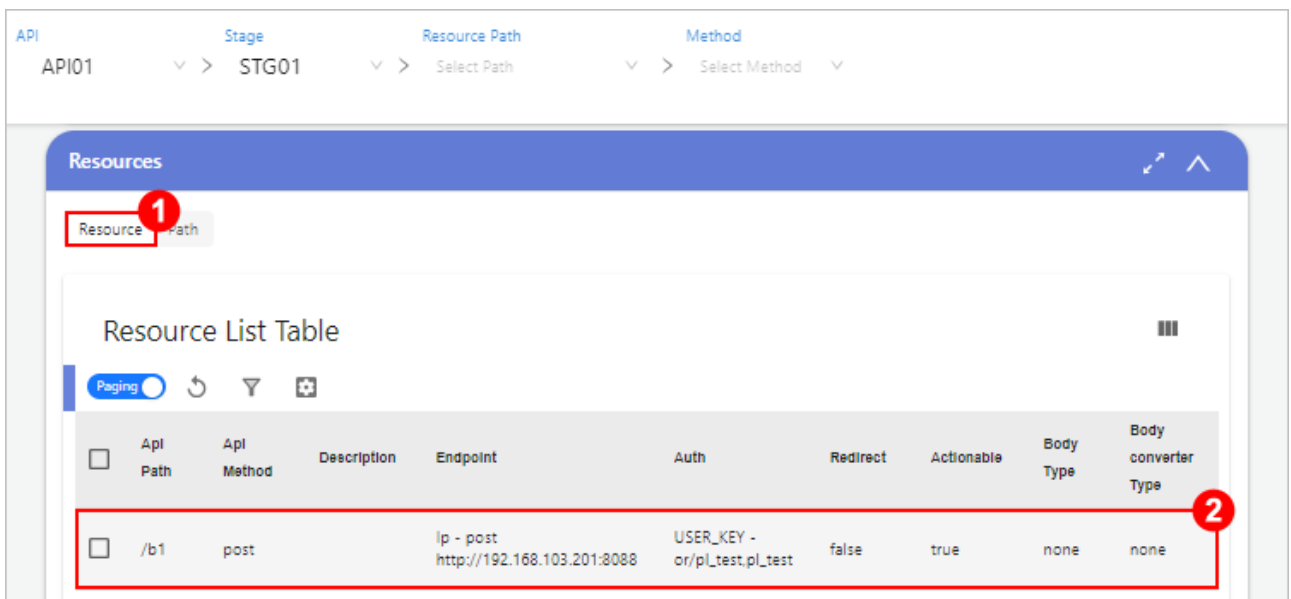 API Stage Resource Path Method
API01 > STG01 > Select Path > Select Method
Resources
1
Resource Path
Resource List Table
Paging
Api Path
Api Method
Description
Endpoint
Auth
Redirect
Actionable
Body Type
Body converter Type
2
/b1
post
Ip - post
http://192.168.103.201:8088
USER_KEY -
or/pl_test,pl_test
false
true
none
none